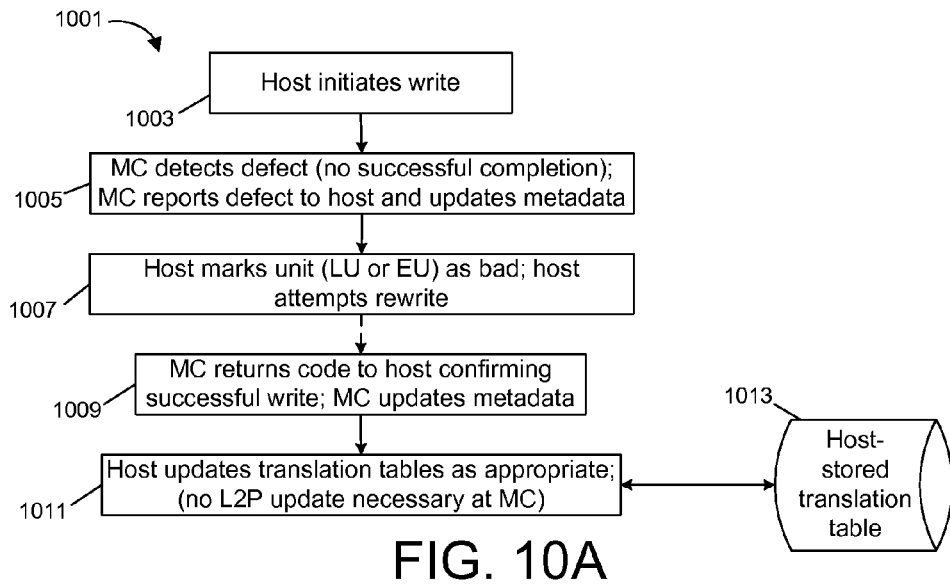 1001
Host initiates write
1003
MC detects defect (no successful completion);
MC reports defect to host and updates metadata
1005
Host marks unit (LU or EU) as bad; host
attempts rewrite
1007
MC returns code to host confirming
successful write; MC updates metadata
1009
1013
Host-
stored
translation
table
Host updates translation tables as appropriate;
(no L2P update necessary at MC)
1011
FIG. 10A